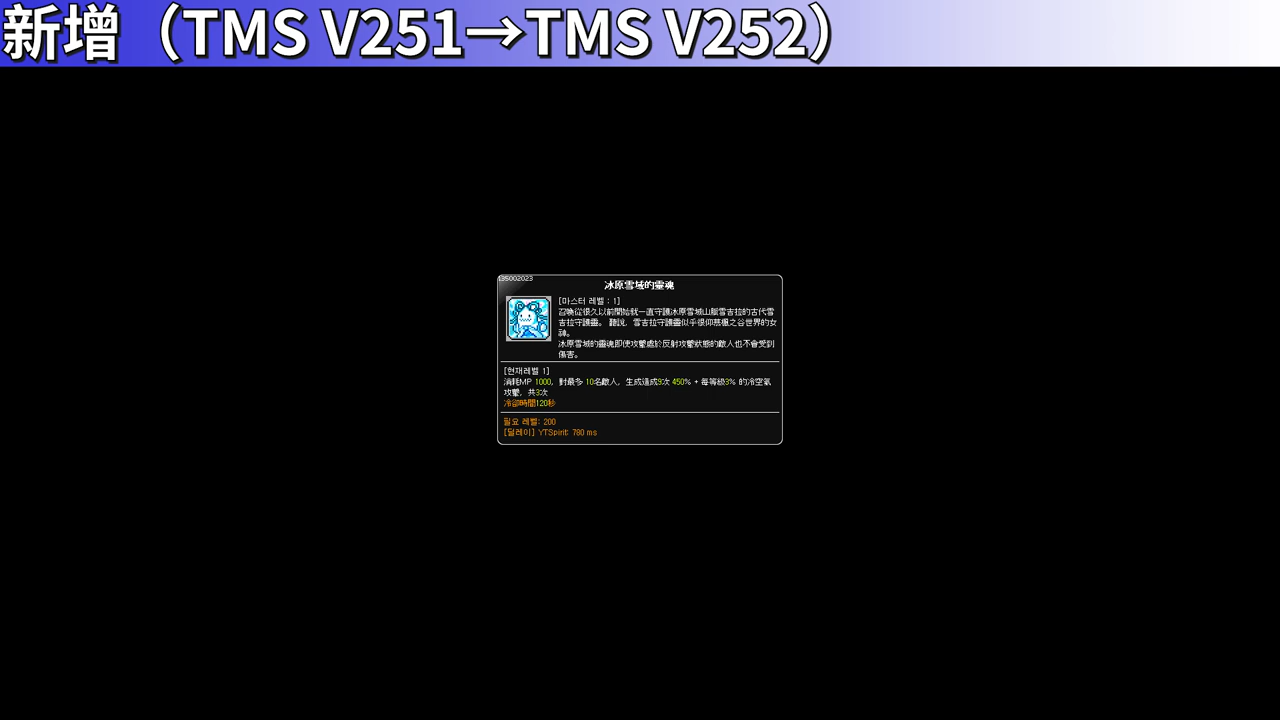 新增（TMS V251→TMS V252）
135002023
冰原雪域的靈魂
[마스터 레벨 : 1]
召喚從很久以前開始就一直守護冰原雪域山脈雪吉拉的古代雪
吉拉守護靈。 聽說，雪吉拉守護靈似乎很仰慕楓之谷世界的女
神。
冰原雪域的靈魂即使攻擊處於反射攻擊狀態的敵人也不會受到
傷害。
[현재레벨 1]
消耗MP 1000，對最多 10名敵人，生成造成9次 450% + 每等級3% 的冷空氣
攻擊，共3次
冷卻時間120秒
필요 레벨: 200
[딜레이] YTSpirit: 780 ms